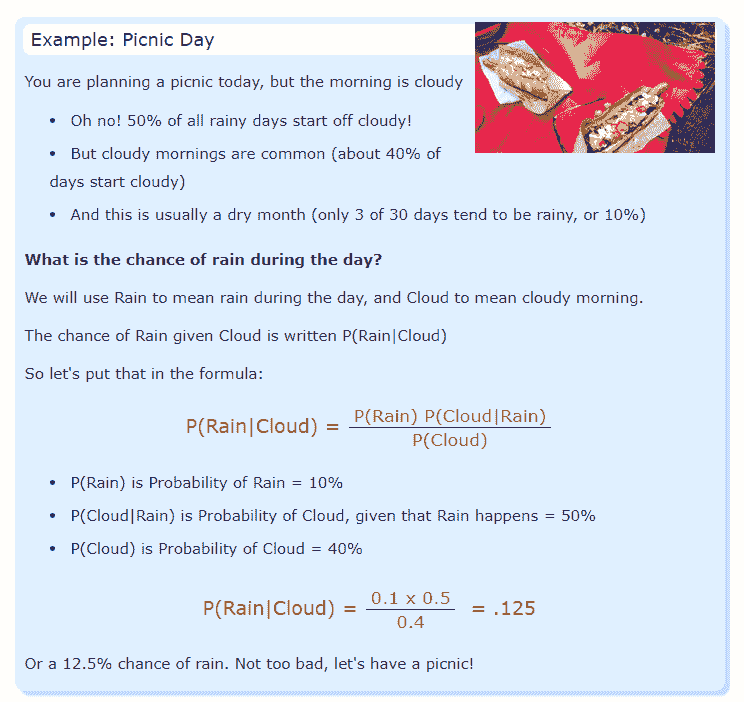 Example: Picnic Day
You are planning a picnic today, but the morning is cloudy
• Oh no! 50% of all rainy days start off cloudy!
• But cloudy mornings are common (about 40% of
days start cloudy)
• And this is usually a dry month (only 3 of 30 days tend to be rainy, or 10%)
What is the chance of rain during the day?
We will use Rain to mean rain during the day, and Cloud to mean cloudy morning.
The chance of Rain given Cloud is written P(Rain|Cloud)
So let's put that in the formula:
P(Rain|Cloud) = P(Rain) P(Cloud|Rain)
P(Cloud)
• P(Rain) is Probability of Rain = 10%
• P(Cloud|Rain) is Probability of Cloud, given that Rain happens = 50%
• P(Cloud) is Probability of Cloud = 40%
P(Rain|Cloud) = 0.1 x 0.5 = .125
0.4
Or a 12.5% chance of rain. Not too bad, let's have a picnic!